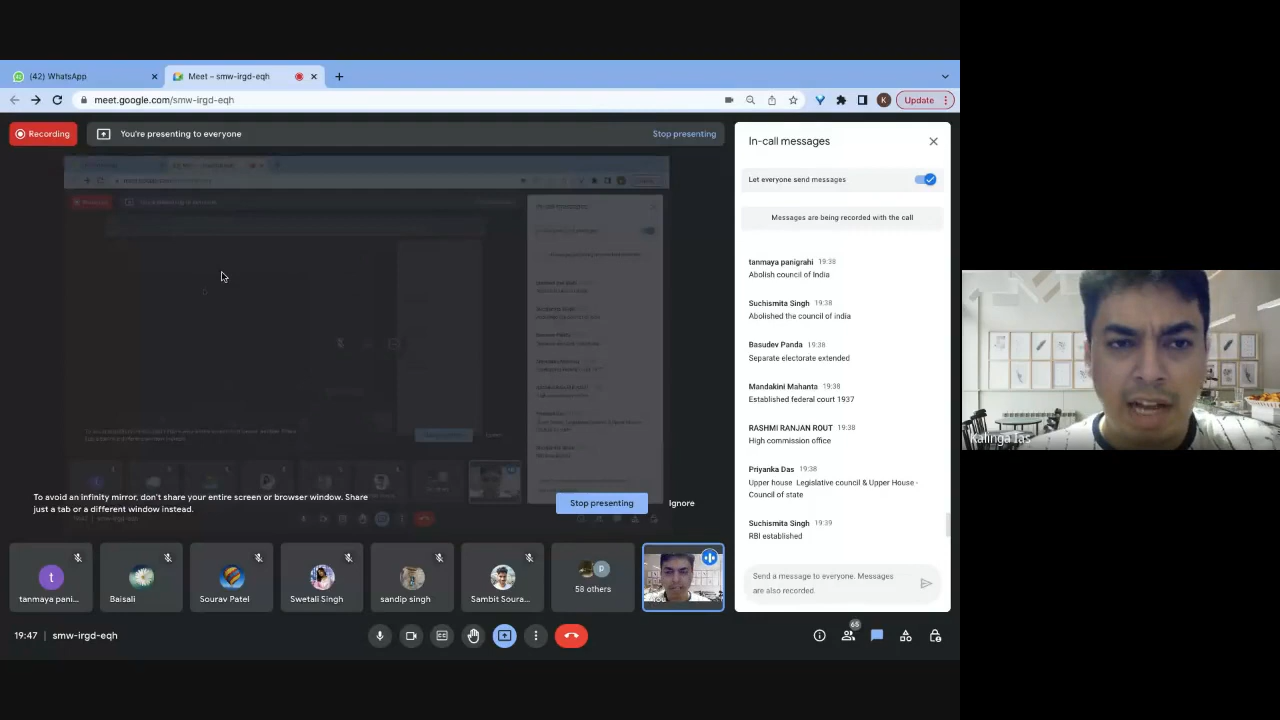 (42) WhatsApp
Meet – smw-irgd-eqh
meet.google.com/smw-irgd-eqh
K
Update
Recording
You're presenting to everyone
Stop presenting
In-call messages
Let everyone send messages
Messages are being recorded with the call
tanmaya panigrahi 19:38
Abolish council of India
Suchismita Singh 19:38
Abolished the council of india
Basudev Panda 19:38
Separate electorate extended
Mandakini Mahanta 19:38
Established federal court 1937
RASHMI RANJAN ROUT 19:38
High commission office
Priyanka Das 19:38
Upper house Legislative council & Upper House -
Council of state
Suchismita Singh 19:39
RBI established
Send a message to everyone. Messages
are also recorded.
To avoid an infinity mirror, don't share your entire screen or browser window. Share
just a tab or a different window instead.
Stop presenting
Ignore
t
tanmaya pani...
Baisali
Sourav Patel
Swetali Singh
sandip singh
Sambit Soura...
P
58 others
19:47 | smw-irgd-eqh
65
Kalinga Ias